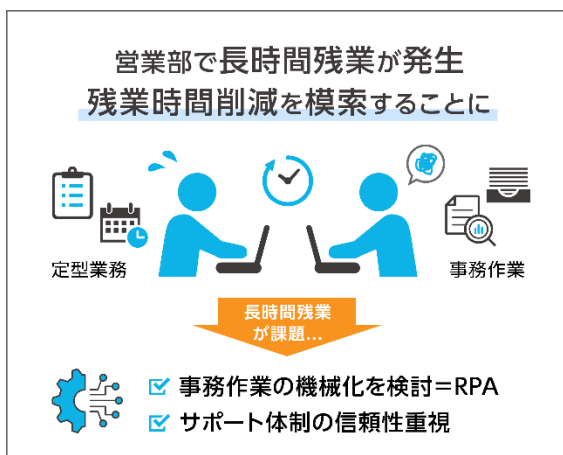 営業部で長時間残業が発生
残業時間削減を模索することに
定型業務
事務作業
長時間残業
が課題...
事務作業の機械化を検討＝RPA
サポート体制の信頼性重視